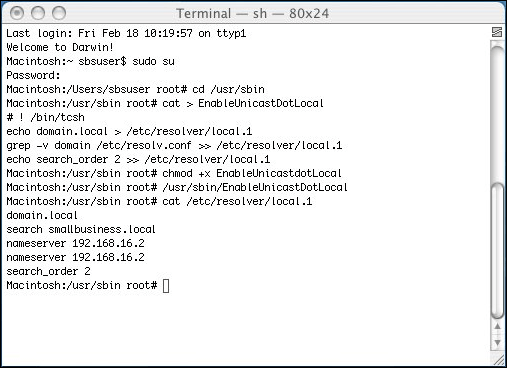 Terminal — sh — 80x24
Last login: Fri Feb 18 10:19:57 on ttyp1
Welcome to Darwin!
Macintosh:~ sbsuser$ sudo su
Password:
Macintosh:/Users/sbsuser root# cd /usr/sbin
Macintosh:/usr/sbin root# cat > EnableUnicastDotLocal
# ! /bin/tcsh
echo domain.local > /etc/resolver/local.1
grep -v domain /etc/resolv.conf >> /etc/resolver/local.1
echo search_order 2 >> /etc/resolver/local.1
Macintosh:/usr/sbin root# chmod +x EnableUnicastdotLocal
Macintosh:/usr/sbin root# /usr/sbin/EnableUnicastDotLocal
Macintosh:/usr/sbin root# cat /etc/resolver/local.1
domain.local
search smallbusiness.local
nameserver 192.168.16.2
nameserver 192.168.16.2
search_order 2
Macintosh:/usr/sbin root#